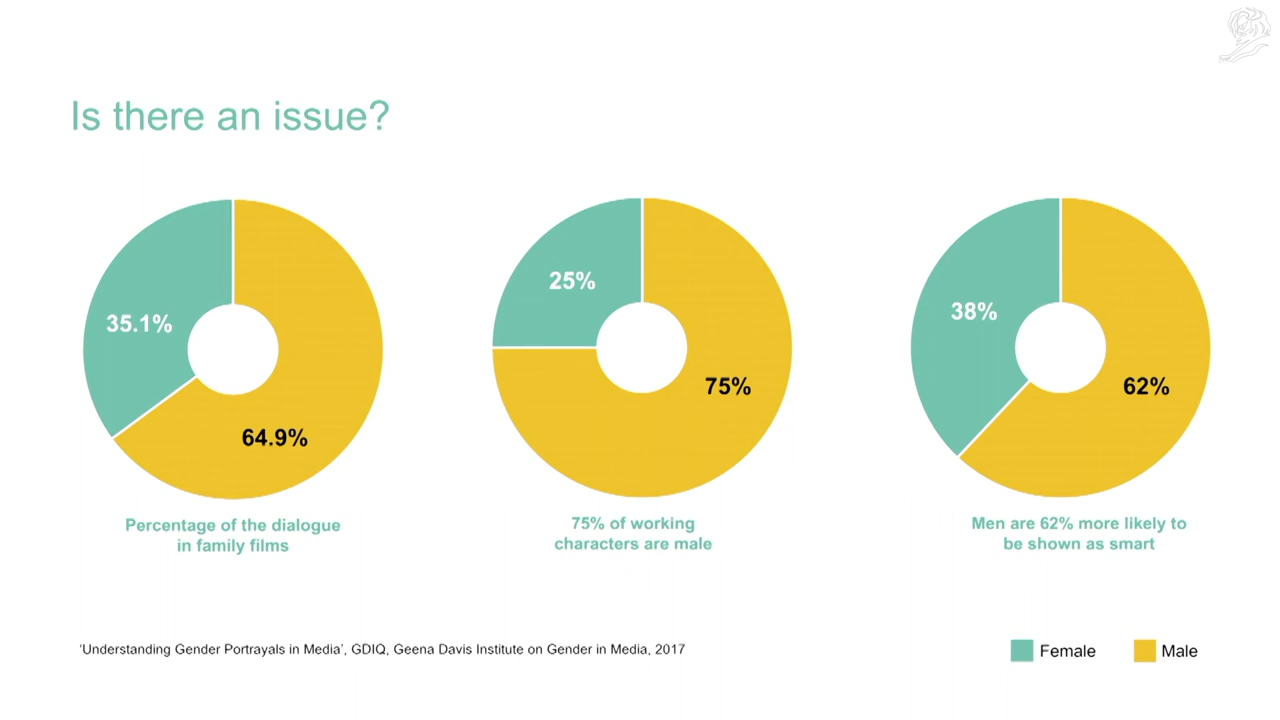 Is there an issue?
35.1%
64.9%
25%
75%
38%
62%
Percentage of the dialogue
in family films
75% of working
characters are male
Men are 62% more likely to
be shown as smart
‘Understanding Gender Portrayals in Media’, GDIQ, Geena Davis Institute on Gender in Media, 2017
Female
Male